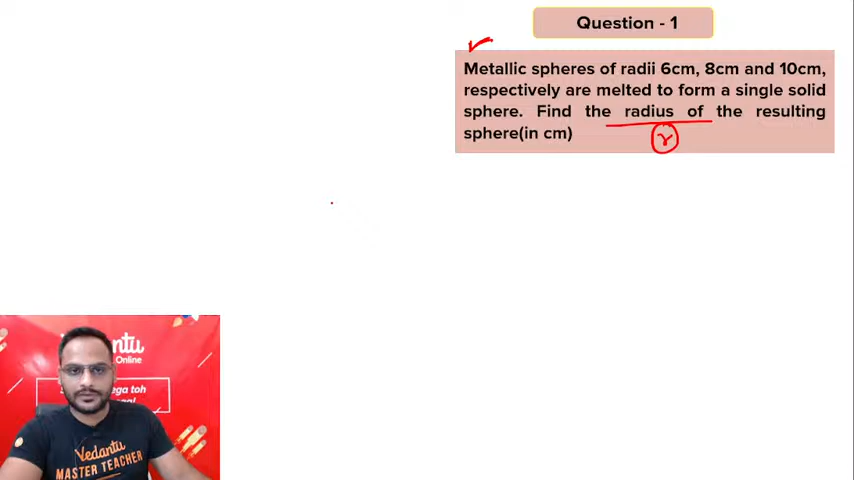 Question - 1
Metallic spheres of radii 6cm, 8cm and 10cm,
respectively are melted to form a single solid
sphere. Find the radius of the resulting
sphere(in cm)
r
Online
Vedantu
MASTER TEACHER